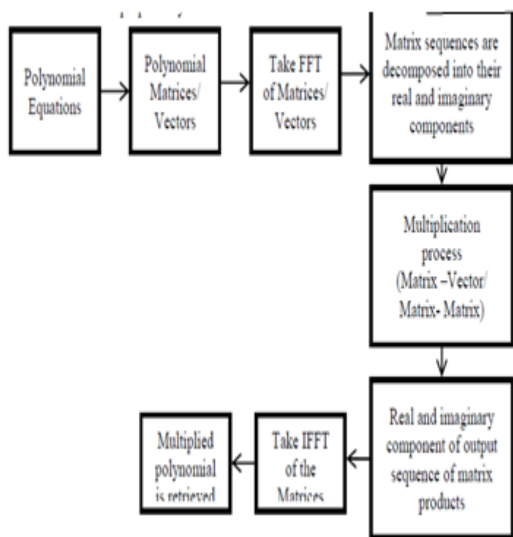 Polynomial
Equations
Polynomial
Matrices/
Vectors
Take FFT
of Matrices/
Vectors
Matrix sequences are
decomposed into their
real and imaginary
components
Multiplication
process
(Matrix –Vector/
Matrix- Matrix)
Real and imaginary
component of output
sequence of matrix
products
Take IFFT
of the
Matrices
Multiplied
polynomial
is retrieved